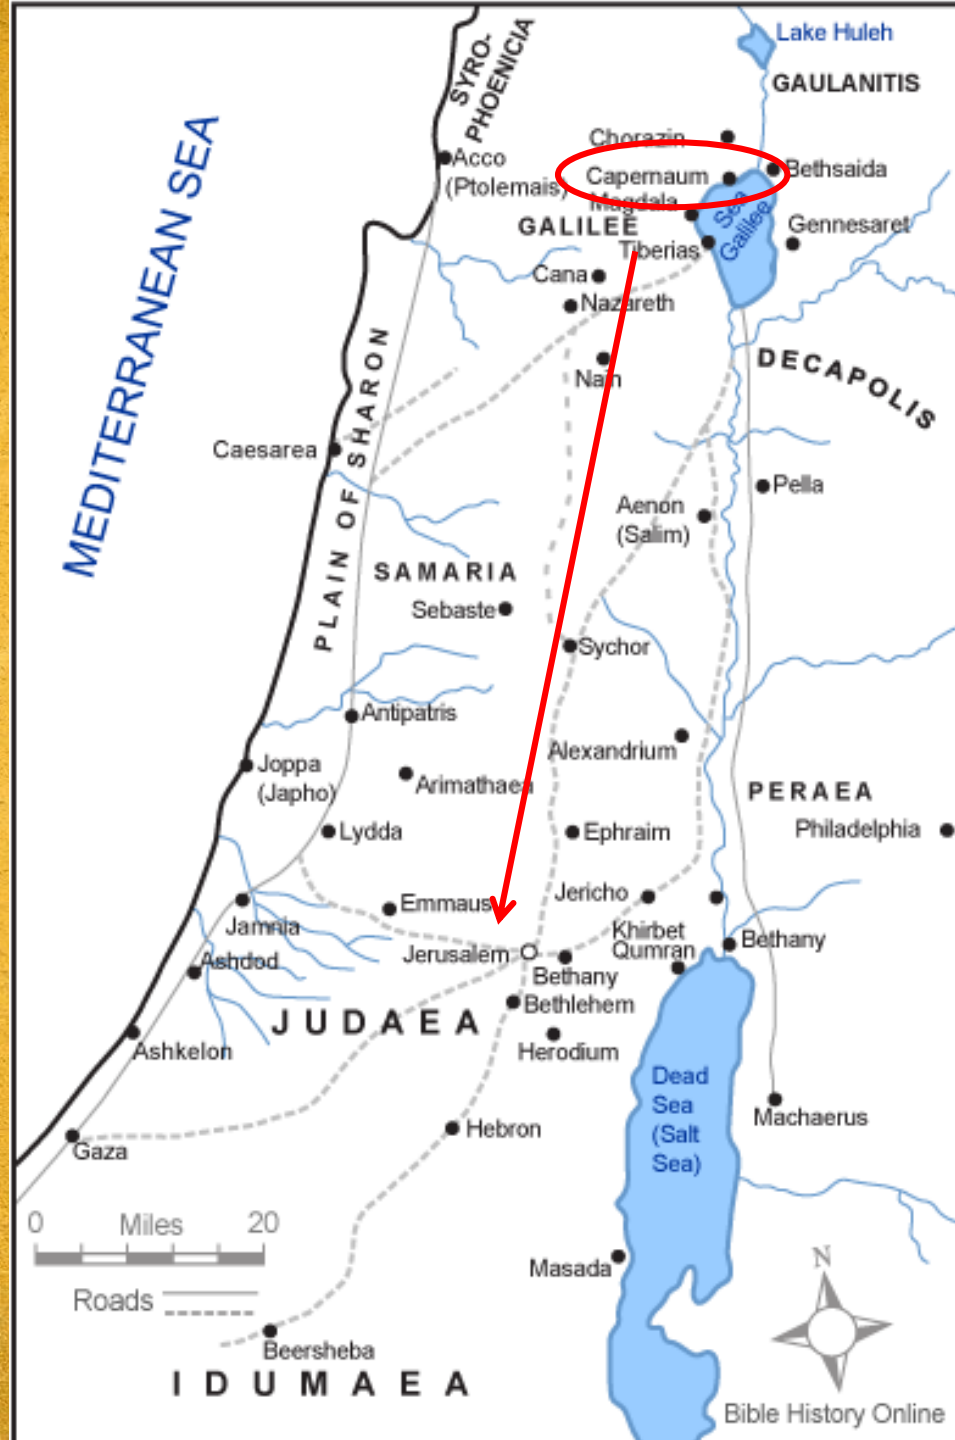 Lake Huleh
GAULANITIS
SYRO-
PHOENICIA
MEDITERRANEAN SEA
Chorazin
Acco
(Ptolemais)
Capernaum
Bethsaida
Magdala
Sea
Galilee
GALILEE
Gennesaret
Tiberias
Cana
Nazareth
DECAPOLIS
Nain
PLAIN OF SHARON
Caesarea
Pella
Aenon
(Salim)
SAMARIA
Sebaste
Sychor
Antipatris
Alexandrium
Joppa
(Japho)
Arimathaea
PERAEA
Lydda
Ephraim
Philadelphia
Jericho
Emmaus
Jamnia
Khirbet
Qumran
Bethany
Jerusalem
Ashdod
Bethany
Bethlehem
JUDAEA
Ashkelon
Herodium
Dead
Sea
(Salt
Sea)
Machaerus
Hebron
Gaza
0 Miles 20
Masada
N
Roads
Beersheba
IDUMAEA
Bible History Online